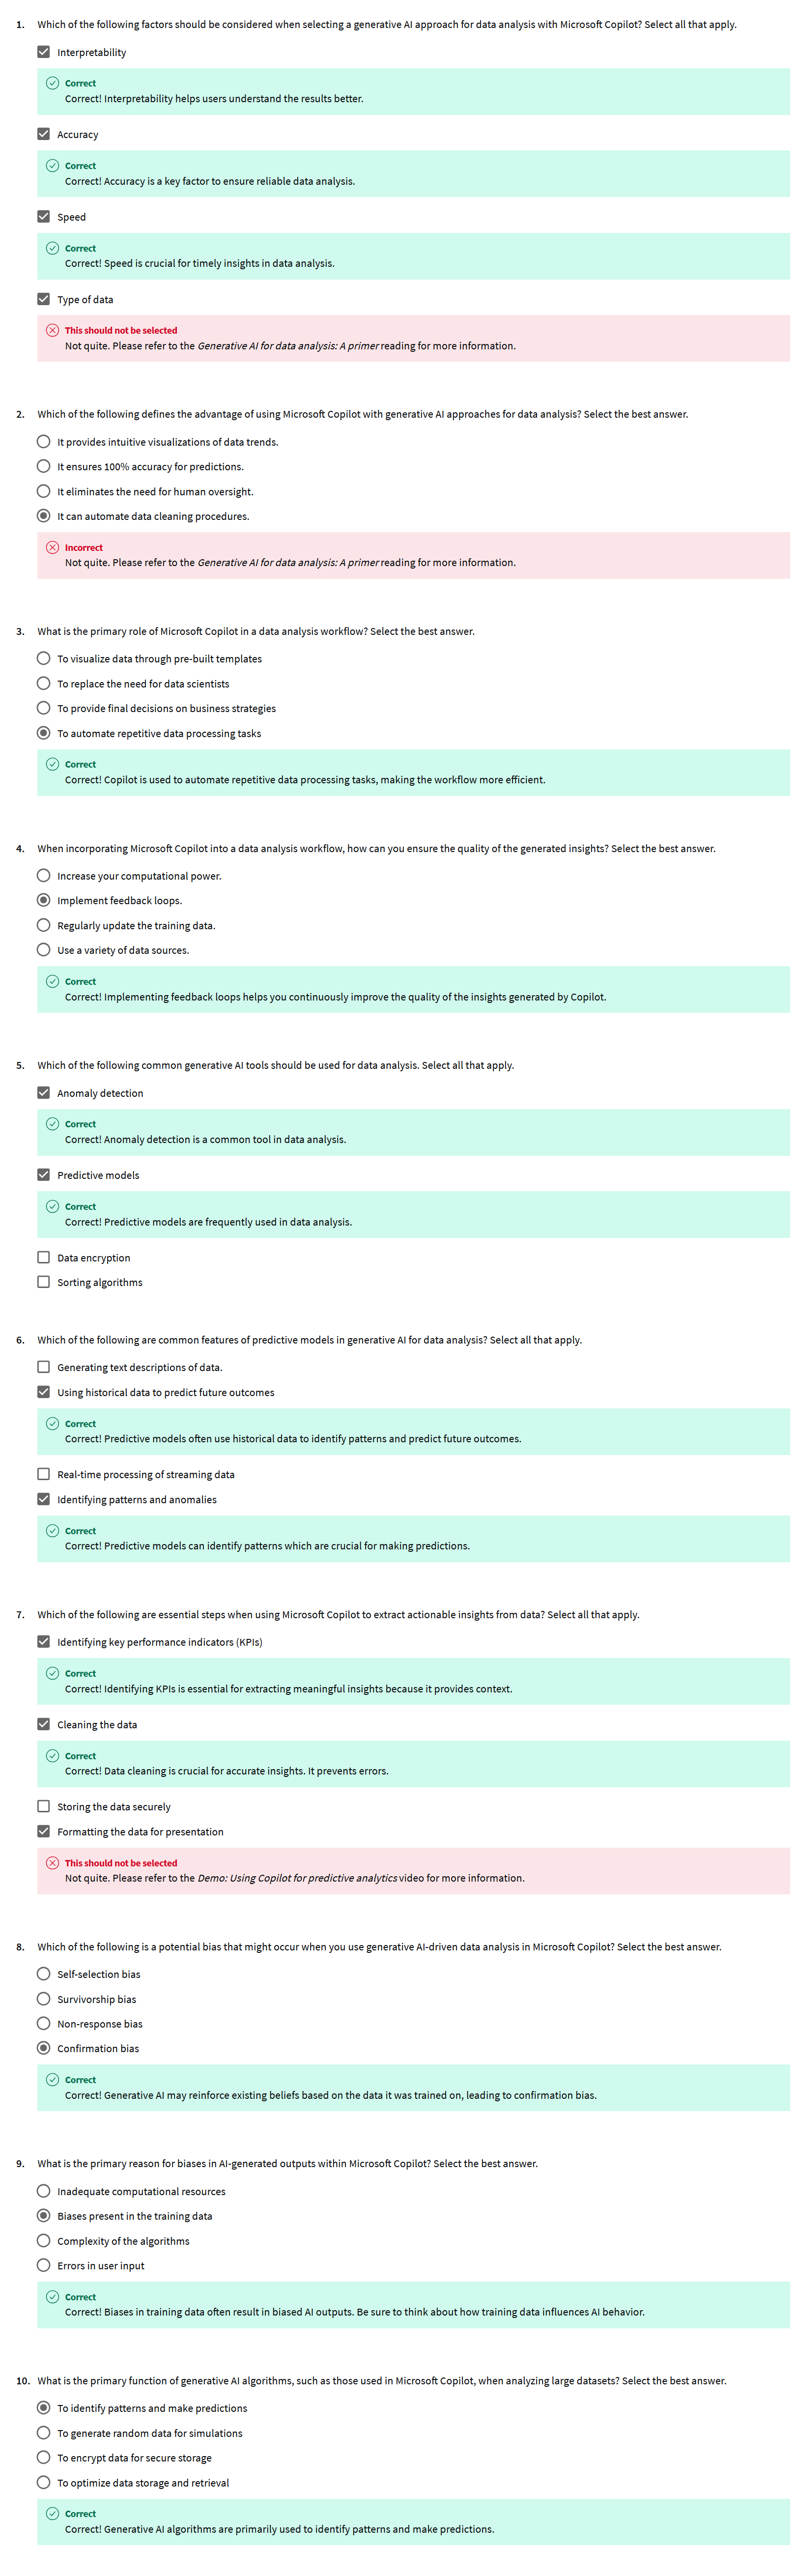 1. Which of the following factors should be considered when selecting a generative AI approach for data analysis with Microsoft Copilot? Select all that apply.
Interpretability
Correct
Correct! Interpretability helps users understand the results better.
Accuracy
Correct
Correct! Accuracy is a key factor to ensure reliable data analysis.
Speed
Correct
Correct! Speed is crucial for timely insights in data analysis.
Type of data
This should not be selected
Not quite. Please refer to the Generative AI for data analysis: A primer reading for more information.
2. Which of the following defines the advantage of using Microsoft Copilot with generative AI approaches for data analysis? Select the best answer.
It provides intuitive visualizations of data trends.
It ensures 100% accuracy for predictions.
It eliminates the need for human oversight.
It can automate data cleaning procedures.
Incorrect
Not quite. Please refer to the Generative AI for data analysis: A primer reading for more information.
3. What is the primary role of Microsoft Copilot in a data analysis workflow? Select the best answer.
To visualize data through pre-built templates
To replace the need for data scientists
To provide final decisions on business strategies
To automate repetitive data processing tasks
Correct
Correct! Copilot is used to automate repetitive data processing tasks, making the workflow more efficient.
4. When incorporating Microsoft Copilot into a data analysis workflow, how can you ensure the quality of the generated insights? Select the best answer.
Increase your computational power.
Implement feedback loops.
Regularly update the training data.
Use a variety of data sources.
Correct
Correct! Implementing feedback loops helps you continuously improve the quality of the insights generated by Copilot.
5. Which of the following common generative AI tools should be used for data analysis. Select all that apply.
Anomaly detection
Correct
Correct! Anomaly detection is a common tool in data analysis.
Predictive models
Correct
Correct! Predictive models are frequently used in data analysis.
Data encryption
Sorting algorithms
6. Which of the following are common features of predictive models in generative AI for data analysis? Select all that apply.
Generating text descriptions of data.
Using historical data to predict future outcomes
Correct
Correct! Predictive models often use historical data to identify patterns and predict future outcomes.
Real-time processing of streaming data
Identifying patterns and anomalies
Correct
Correct! Predictive models can identify patterns which are crucial for making predictions.
7. Which of the following are essential steps when using Microsoft Copilot to extract actionable insights from data? Select all that apply.
Identifying key performance indicators (KPIs)
Correct
Correct! Identifying KPIs is essential for extracting meaningful insights because it provides context.
Cleaning the data
Correct
Correct! Data cleaning is crucial for accurate insights. It prevents errors.
Storing the data securely
Formatting the data for presentation
This should not be selected
Not quite. Please refer to the Demo: Using Copilot for predictive analytics video for more information.
8. Which of the following is a potential bias that might occur when you use generative AI-driven data analysis in Microsoft Copilot? Select the best answer.
Self-selection bias
Survivorship bias
Non-response bias
Confirmation bias
Correct
Correct! Generative AI may reinforce existing beliefs based on the data it was trained on, leading to confirmation bias.
9. What is the primary reason for biases in AI-generated outputs within Microsoft Copilot? Select the best answer.
Inadequate computational resources
Biases present in the training data
Complexity of the algorithms
Errors in user input
Correct
Correct! Biases in training data often result in biased AI outputs. Be sure to think about how training data influences AI behavior.
10. What is the primary function of generative AI algorithms, such as those used in Microsoft Copilot, when analyzing large datasets? Select the best answer.
To identify patterns and make predictions
To generate random data for simulations
To encrypt data for secure storage
To optimize data storage and retrieval
Correct
Correct! Generative AI algorithms are primarily used to identify patterns and make predictions.